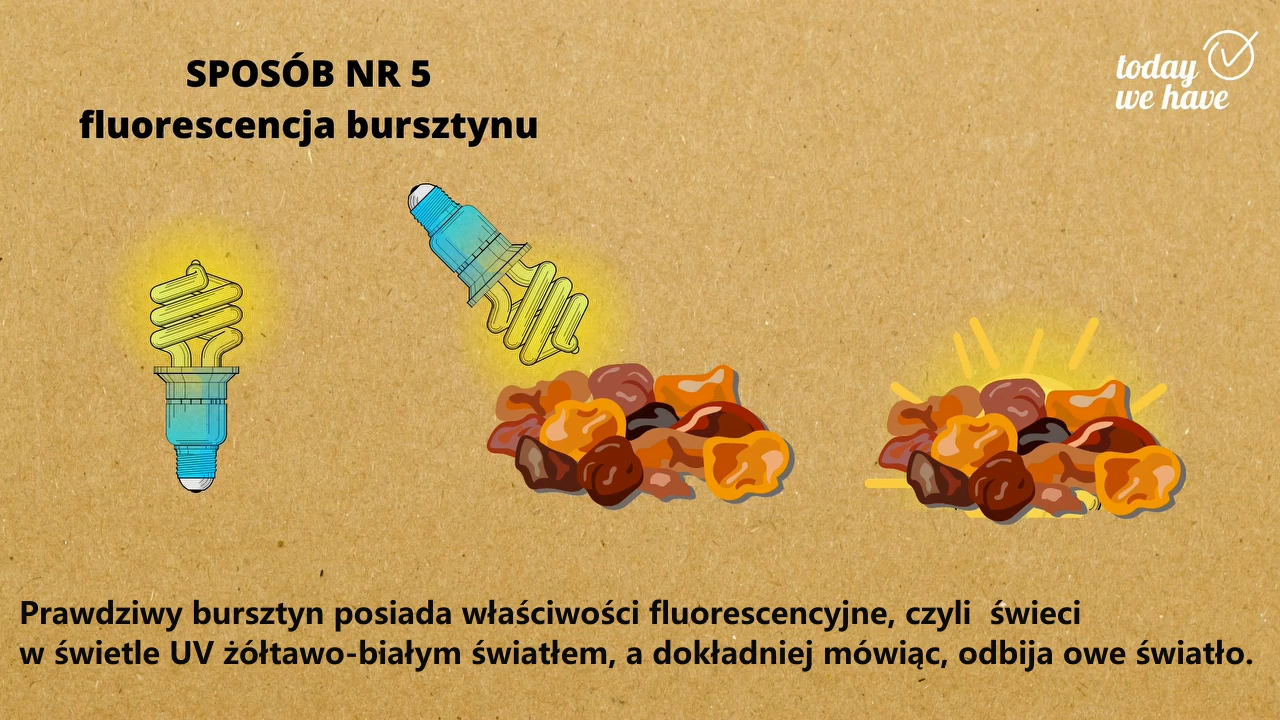 SPOSÓB NR 5
fluorescencja bursztynu
today
we have
Prawdziwy bursztyn posiada właściwości fluorescencyjne, czyli  świeci
w świetle UV żółtawo-białym światłem, a dokładniej mówiąc, odbija owe światło.